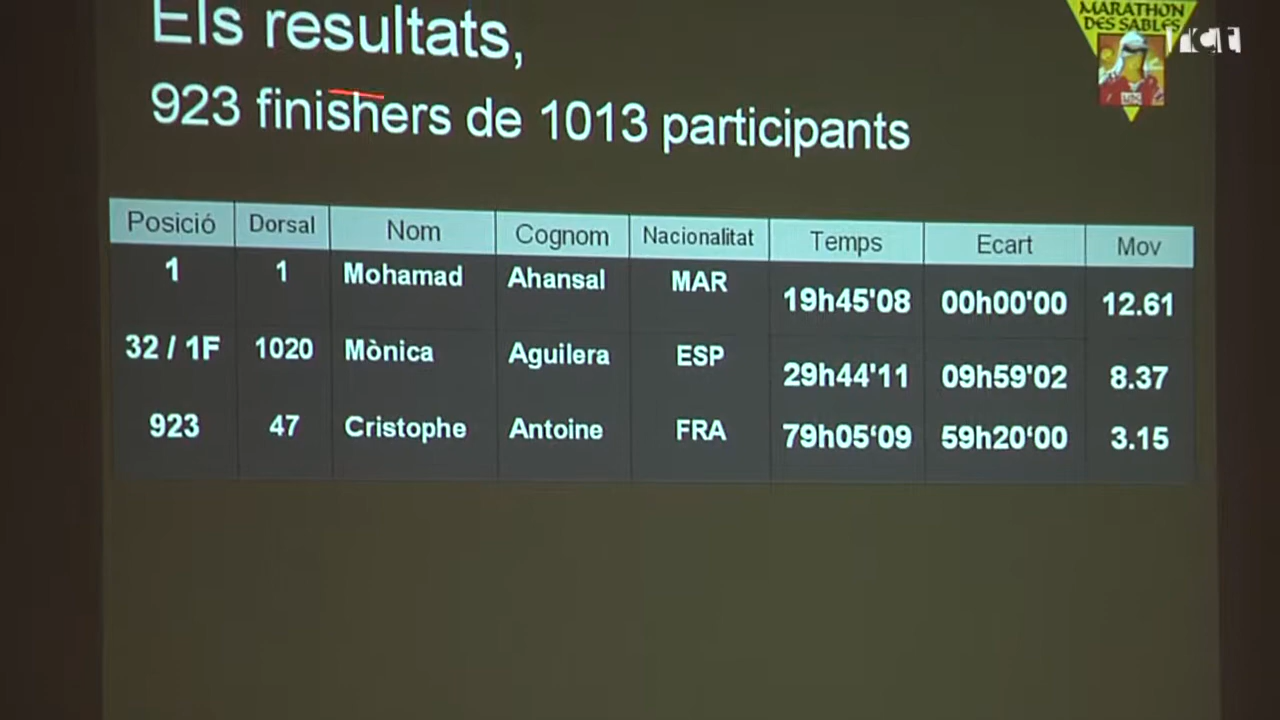 Els resultats,
923 finishers de 1013 participants
MARATHON
DES SABLES
Posició Dorsal Nom Cognom Nacionalitat Temps Ecart Mov
1 1 Mohamad Ahansal MAR 19h45'08 00h00'00 12.61
32 / 1F 1020 Mònica Aguilera ESP 29h44'11 09h59'02 8.37
923 47 Cristophe Antoine FRA 79h05‘09 59h20‘00 3.15